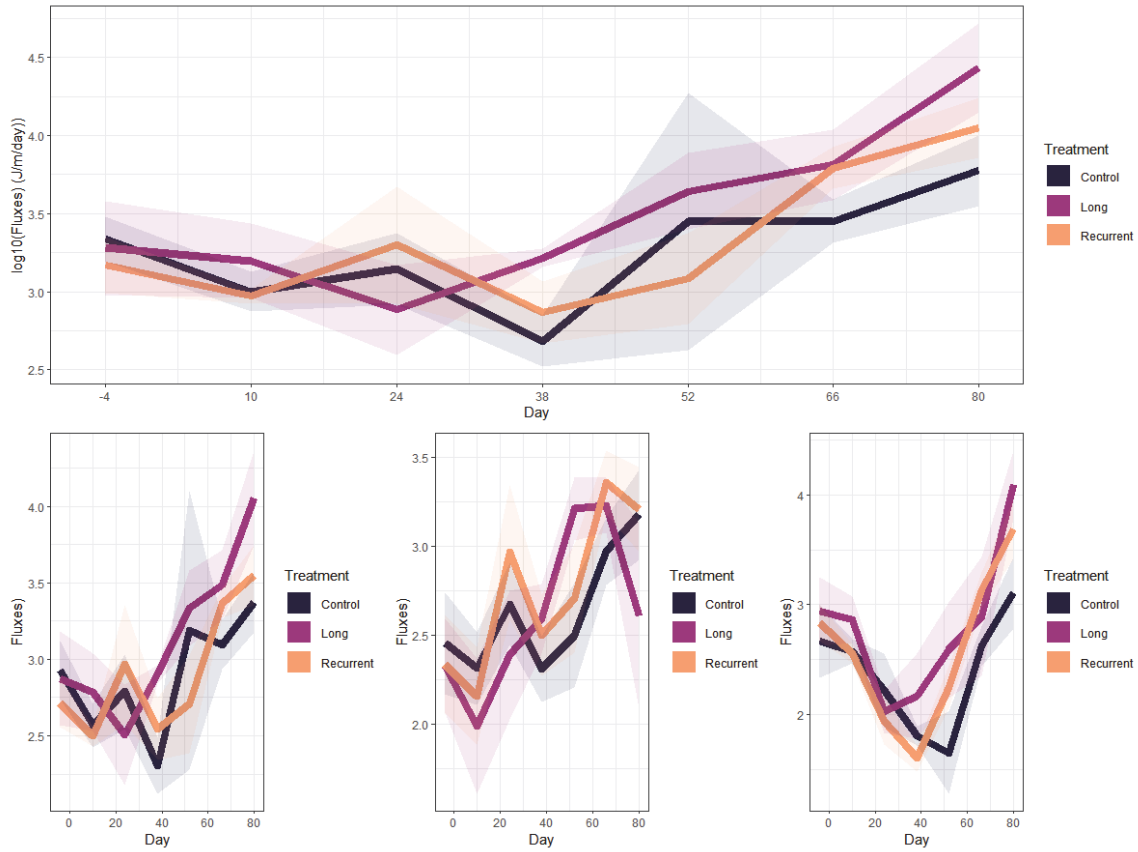 log10(Fluxes) (J/m/day))
4.5
4.0
3.5
3.0
2.5
-4 10 24 38 52 66 80
Day
Treatment
Control
Long
Recurrent
Fluxes)
4.0
3.5
3.0
2.5
0 20 40 60 80
Day
Treatment
Control
Long
Recurrent
Fluxes)
3.5
3.0
2.5
2.0
0 20 40 60 80
Day
Treatment
Control
Long
Recurrent
Fluxes)
4
3
2
0 20 40 60 80
Day
Treatment
Control
Long
Recurrent